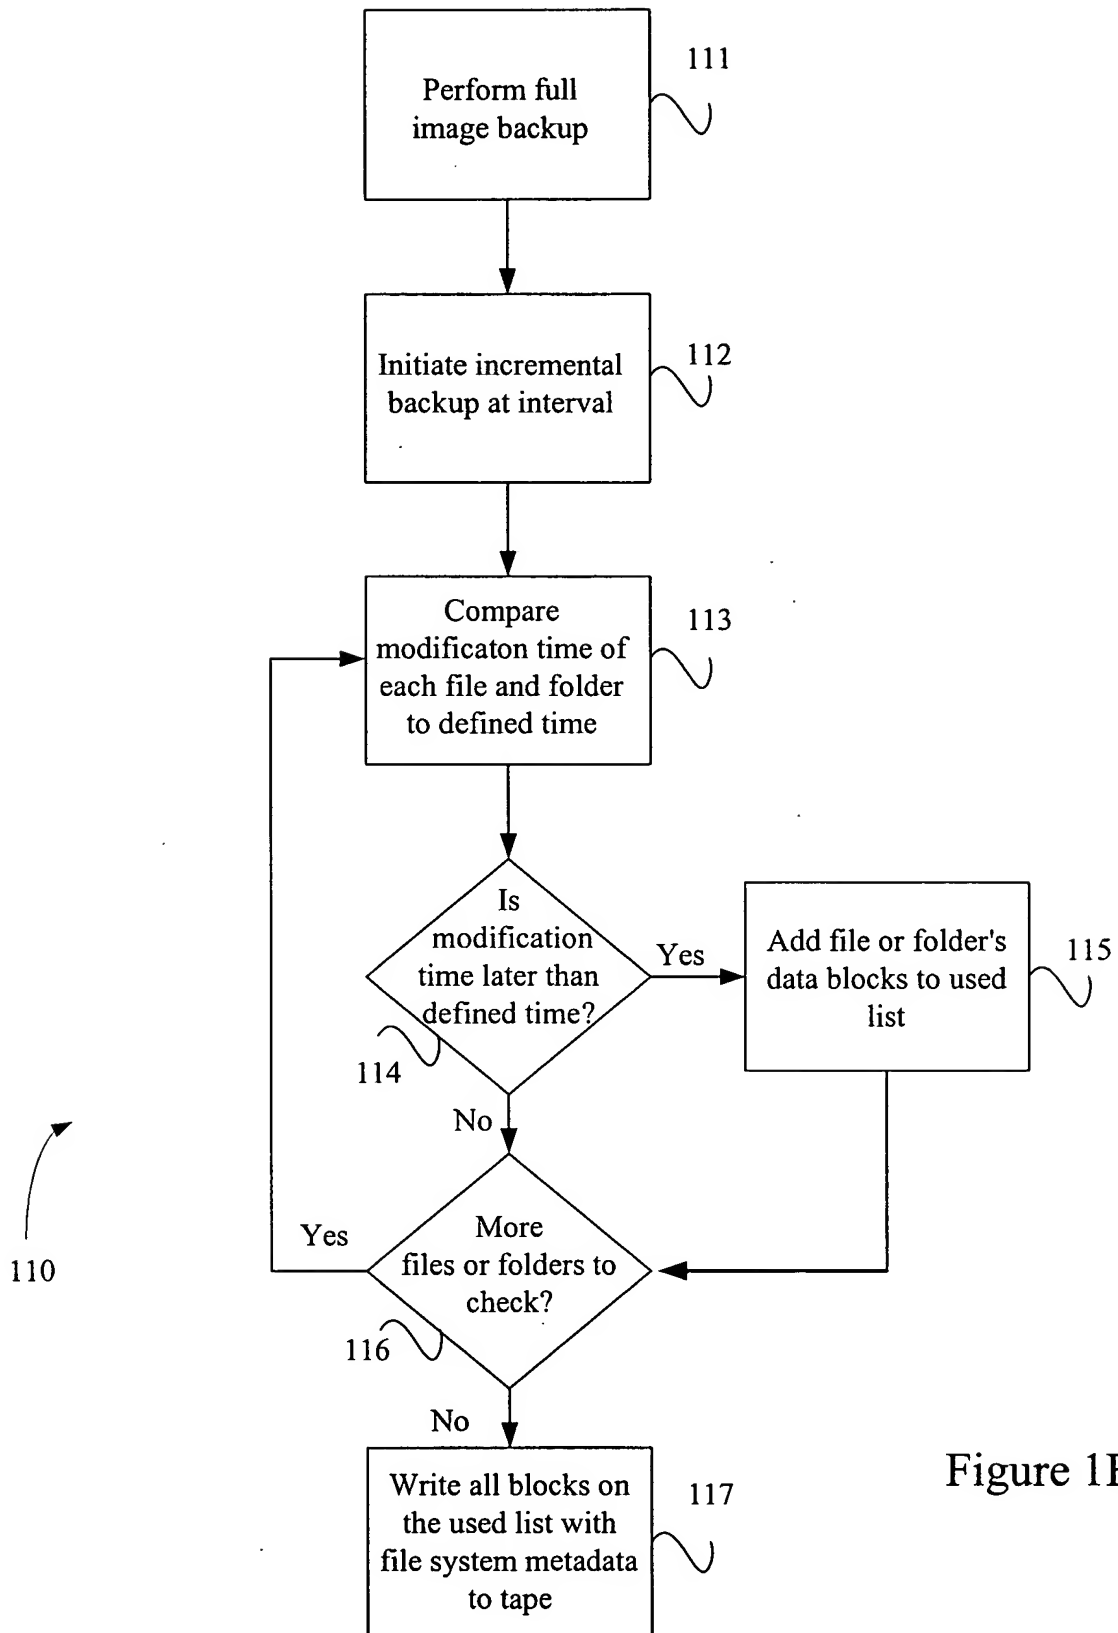 Perform full
image backup
111
Initiate incremental
backup at interval
112
Compare
modificaton time of
each file and folder
to defined time
113
Is
modification
time later than
defined time?
114
Yes
Add file or folder's
data blocks to used
list
115
No
More
files or folders to
check?
116
Yes
110
No
Write all blocks on
the used list with
file system metadata
to tape
117
Figure 1